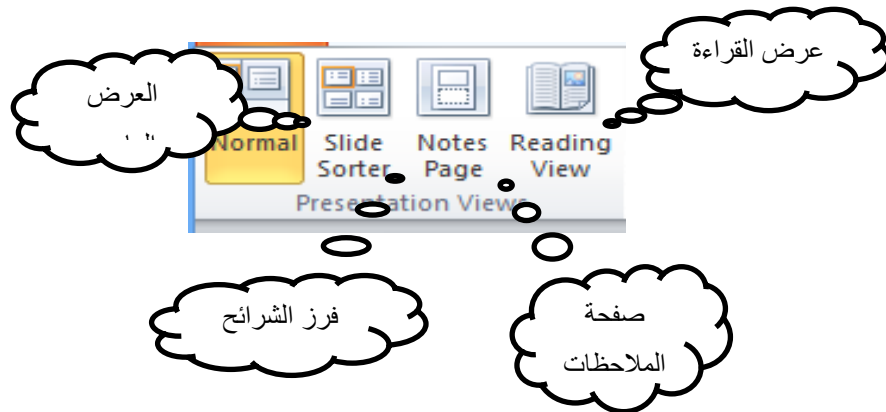 عرض القراءة
العرض
Normal
Slide Sorter
Notes Page
Reading View
Presentation Views
فرز الشرائح
صفحة
الملاحظات